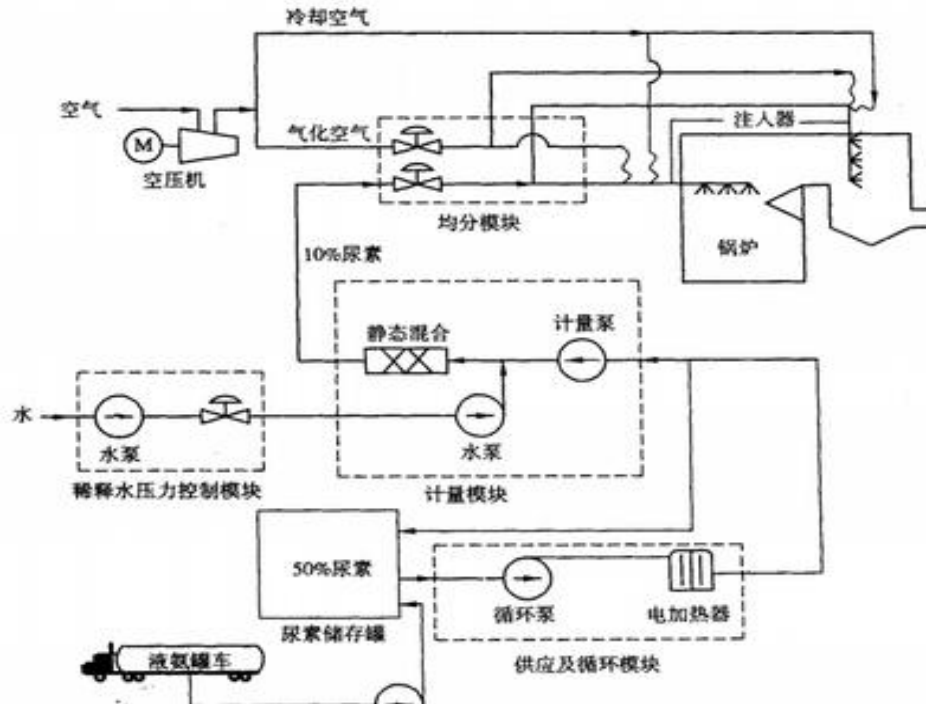 冷却空气
空气
M
空压机
气化空气
注人器
均分模块
锅炉
10%尿素
静态混合
计量泵
水
水泵
水泵
稀释水压力控制模块
计量模块
50%尿素
尿素储存罐
循环泵
电加热器
供应及循环模块
液氨罐车